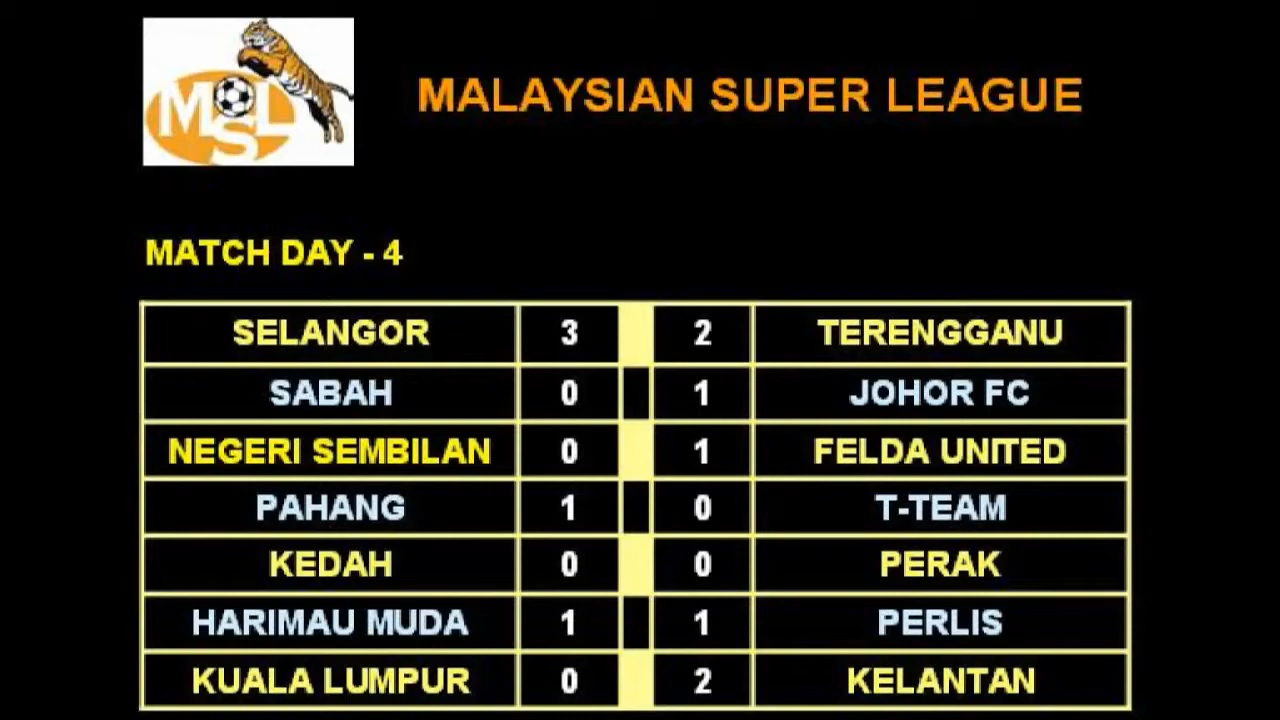 MSL
MALAYSIAN SUPER LEAGUE
MATCH DAY - 4
SELANGOR 3 2 TERENGGANU
SABAH 0 1 JOHOR FC
NEGERI SEMBILAN 0 1 FELDA UNITED
PAHANG 1 0 T-TEAM
KEDAH 0 0 PERAK
HARIMAU MUDA 1 1 PERLIS
KUALA LUMPUR 0 2 KELANTAN